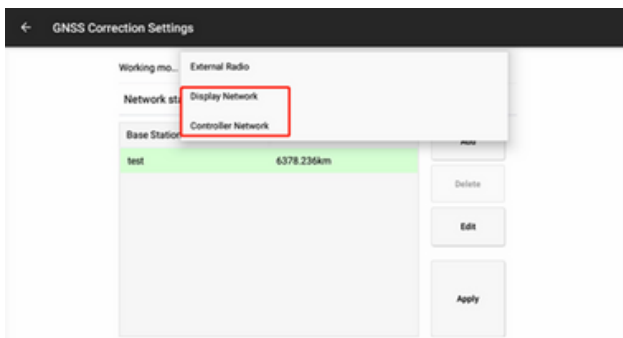 GNSS Correction Settings
Working mo...
External Radio
Network sta
Display Network
Controller Network
Base Station
Add
test 6378.236km
Delete
Edit
Apply